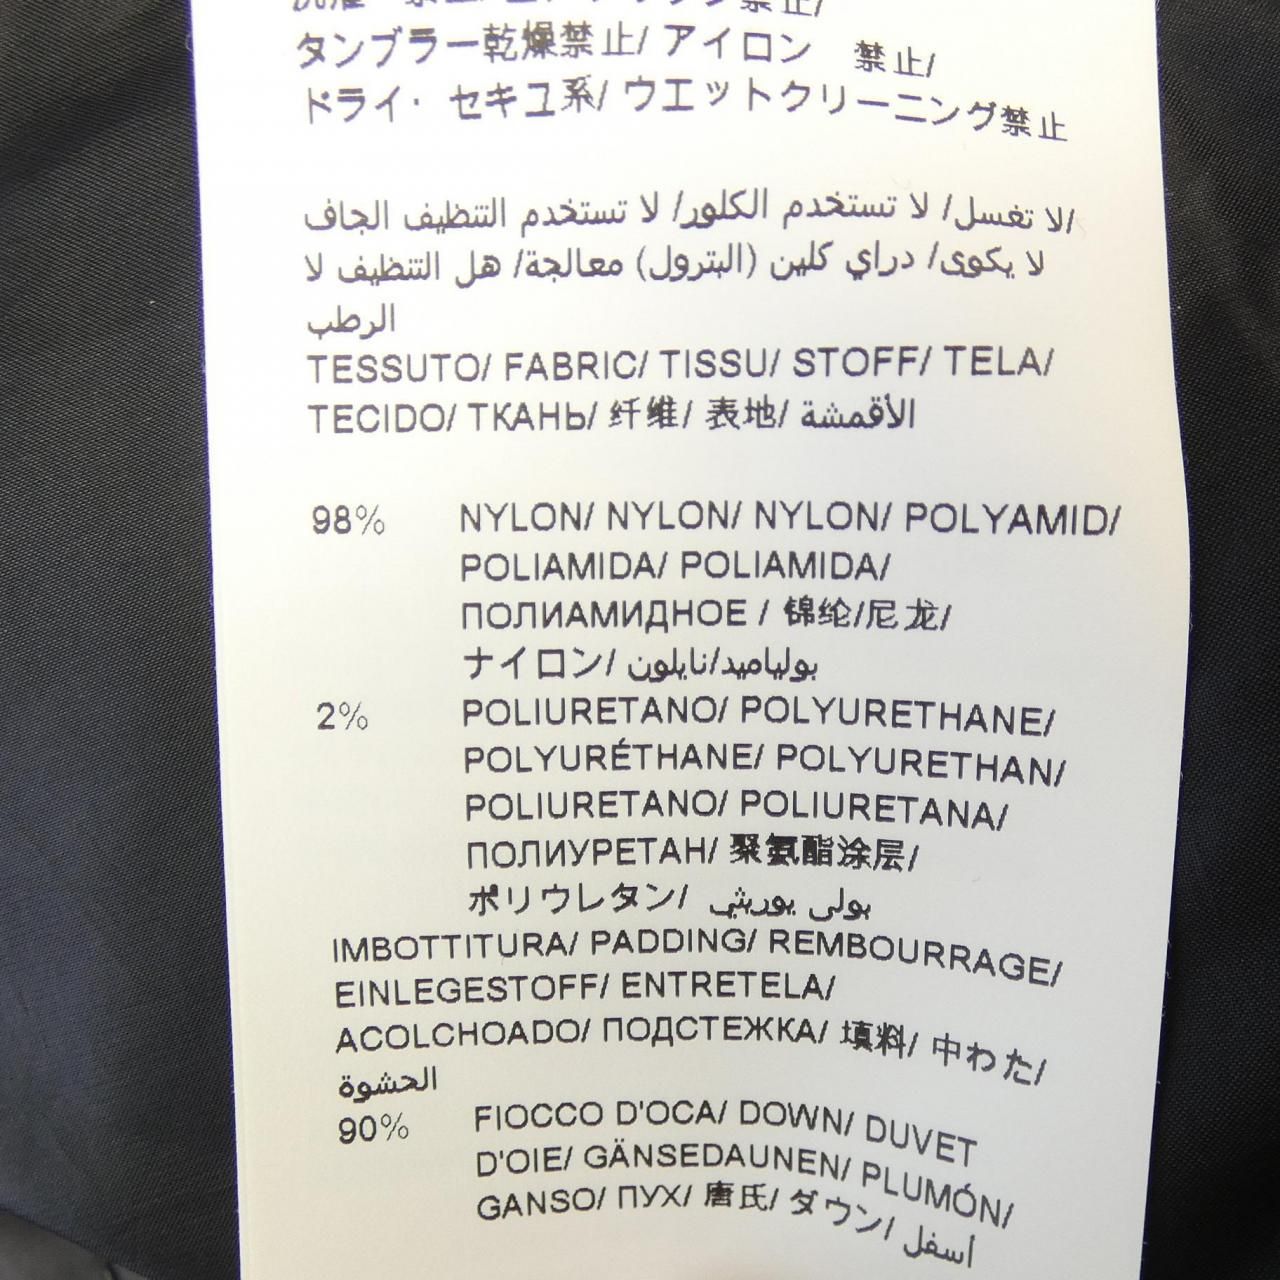 タンブラー乾燥禁止/ アイロン 禁止/
ドライ・セキユ系/ ウエットクリーニング禁止
لا تغسل/ لا تستخدم الكلور/ لا تستخدم التنظيف الجاف/
لا يكوى/ دراي كلين (البترول) معالجة/ هل التنظيف لا
الرطب
TESSUTO/ FABRIC/ TISSU/ STOFF/ TELA/
TECIDO/ ТКАНЬ/ 纤维/ 表地/ الأقمشة
98% NYLON/ NYLON/ NYLON/ POLYAMID/
POLIAMIDA/ POLIAMIDA/
ПОЛИАМИДНОЕ / 锦纶/尼龙/
ナイロン/ بولياميد/نايلون
2% POLIURETANO/ POLYURETHANE/
POLYURÉTHANE/ POLYURETHAN/
POLIURETANO/ POLIURETANA/
ПОЛИУРЕТАН/ 聚氨酯涂层/
ポリウレタン/ بولى يوريثي
IMBOTTITURA/ PADDING/ REMBOURRAGE/
EINLEGESTOFF/ ENTRETELA/
ACOLCHOADO/ ПОДСТЕЖКА/ 填料/ 中わた/
الحشوة
90% FIOCCO D'OCA/ DOWN/ DUVET
D'OIE/ GÄNSEDAUNEN/ PLUMÓN/
GANSO/ ПУХ/ 唐氏/ ダウン/ أسفل